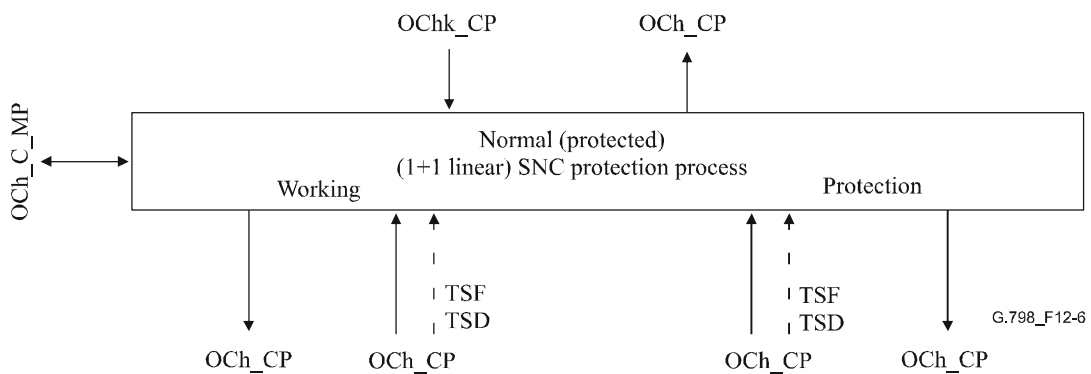 OChk_CP
OCh_CP
OCh_C_MP
Normal (protected)
(1+1 linear) SNC protection process
Working
Protection
TSF
TSD
TSF
TSD
G.798_F12-6
OCh_CP
OCh_CP
OCh_CP
OCh_CP